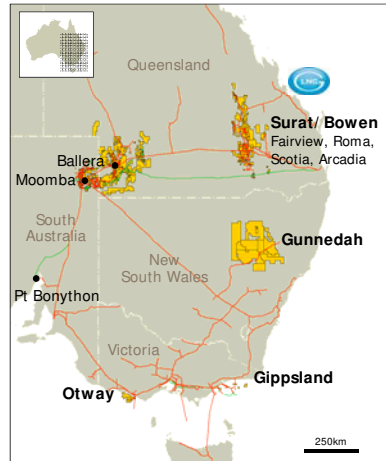 Queensland
GLNG
Surat/ Bowen
Fairview, Roma,
Scotia, Arcadia
Ballera
Moomba
South
Australia
Gunnedah
New
South Wales
Pt Bonython
Victoria
Gippsland
Otway
250km